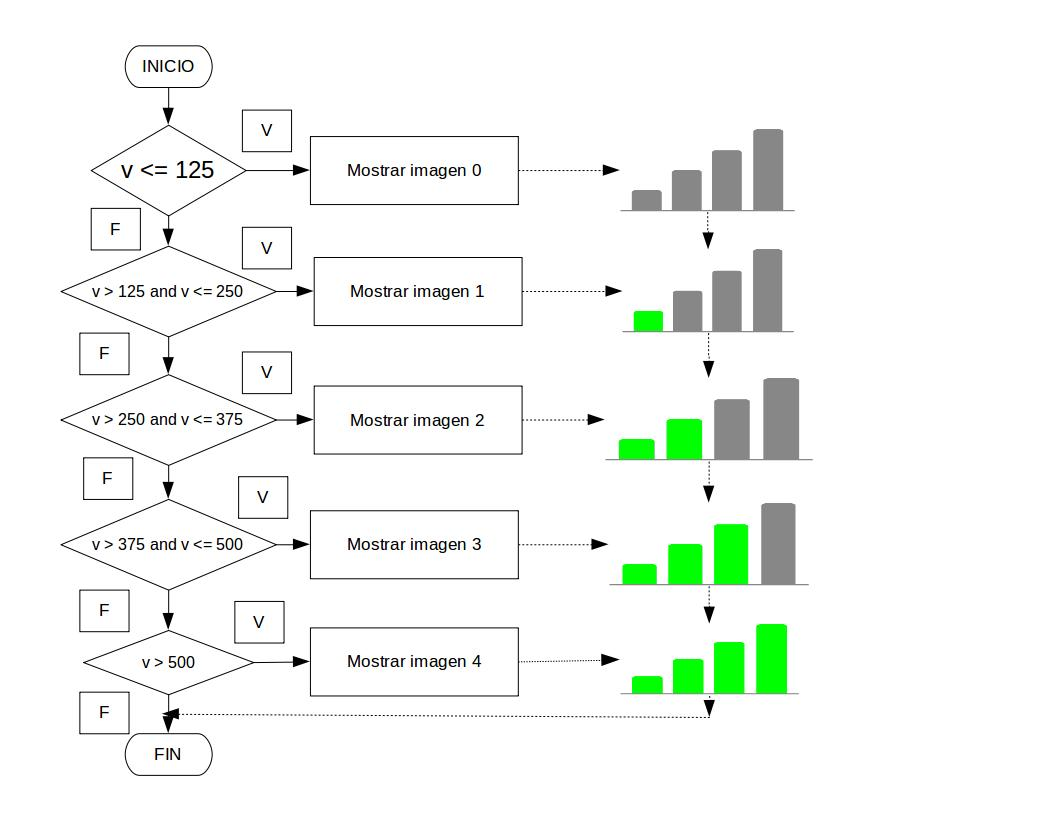 INICIO
V
v <= 125
Mostrar imagen 0
F
V
v > 125 and v <= 250
Mostrar imagen 1
F
V
v > 250 and v <= 375
Mostrar imagen 2
F
V
v > 375 and v <= 500
Mostrar imagen 3
F
V
v > 500
Mostrar imagen 4
F
FIN